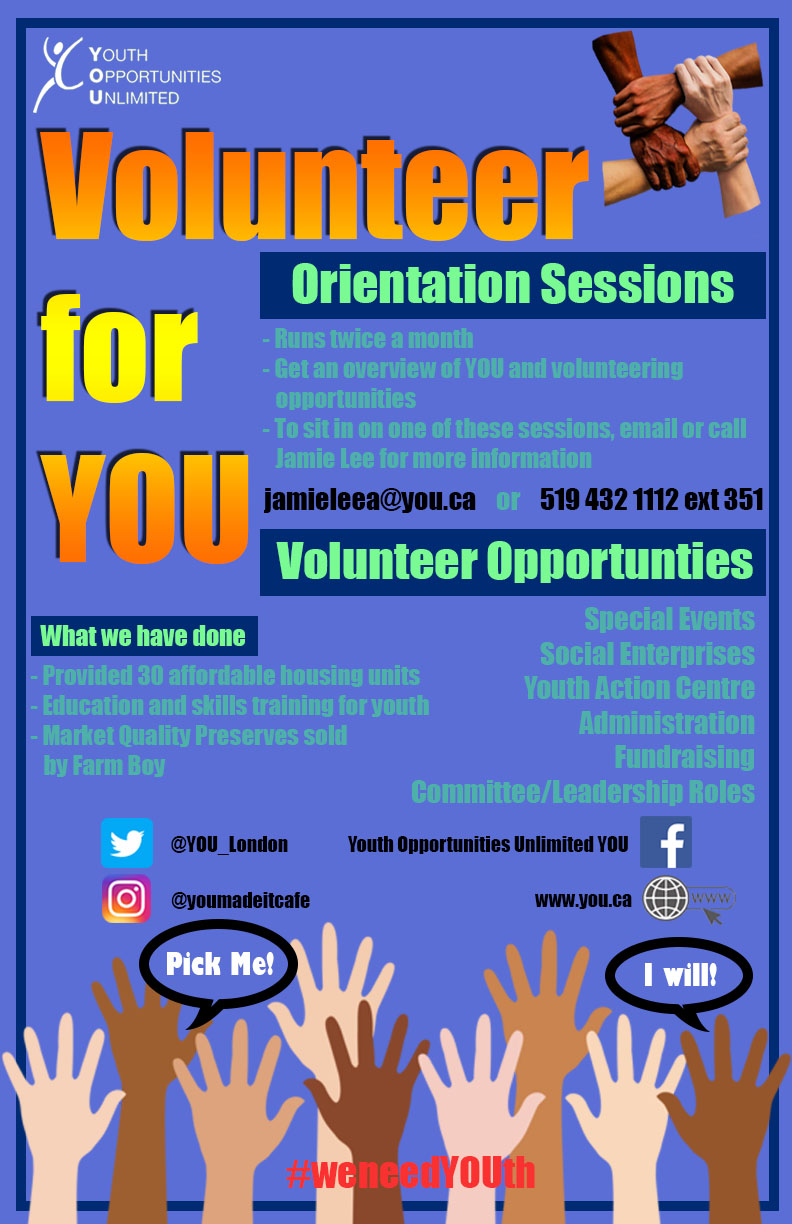 YOUTH
OPPORTUNITIES
UNLIMITED
Volunteer
for
YOU
Orientation Sessions
- Runs twice a month
- Get an overview of YOU and volunteering
opportunities
- To sit in on one of these sessions, email or call
Jamie Lee for more information
jamieleea@you.ca or 519 432 1112 ext 351
Volunteer Opportunties
Special Events
Social Enterprises
Youth Action Centre
Administration
Fundraising
Committee/Leadership Roles
What we have done
- Provided 30 affordable housing units
- Education and skills training for youth
- Market Quality Preserves sold
by Farm Boy
@YOU_London
Youth Opportunities Unlimited YOU
@youmadeitcafe
www.you.ca
www
Pick Me!
I will!
#weneedYOUth